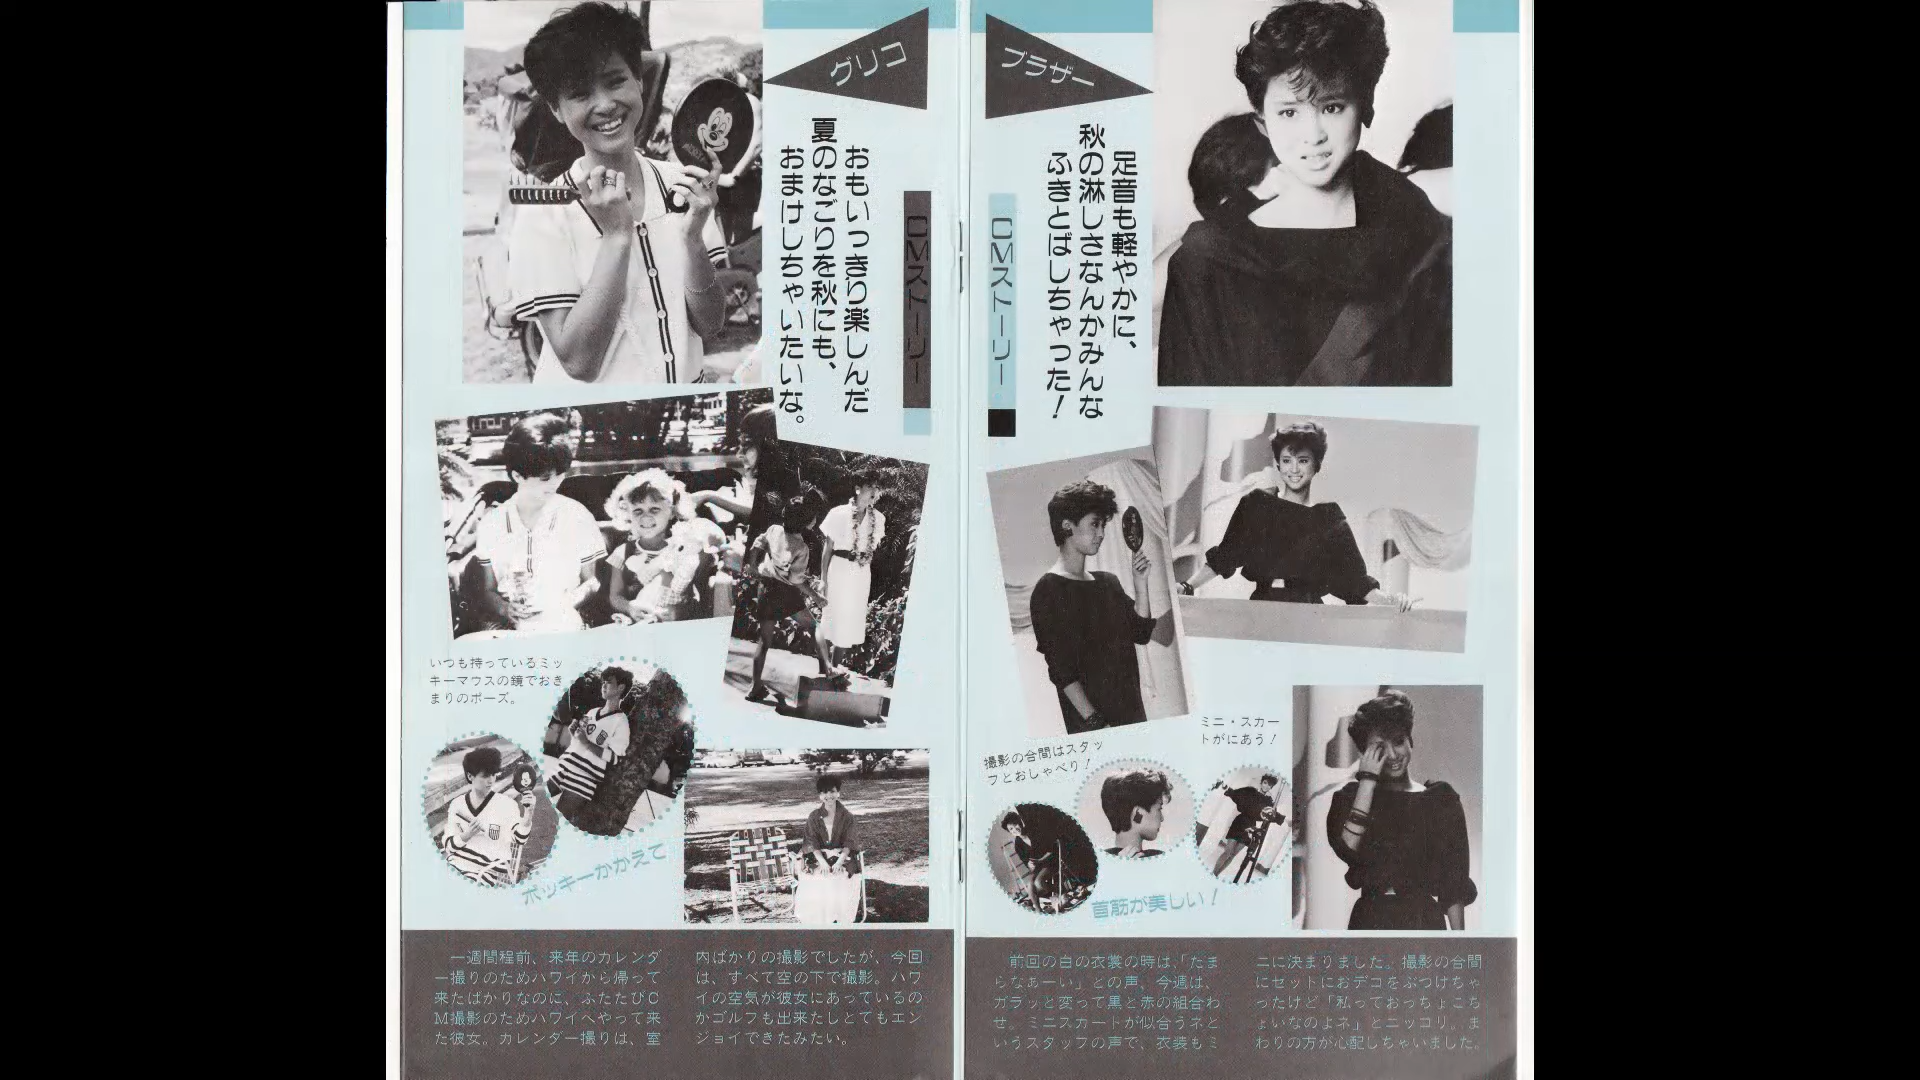 ブラザー
CMストーリー
足音も軽やかに、
秋の淋しさなんかみんな
ふきとばしちゃった！
ミニ・スカー
トがにあう！
撮影の合間はスタッ
フとおしゃべり！
首筋が美しい！
前回の白の衣裳の時は、「たま
らなあーい」との声、今週は、
ガラッと変って黒と赤の組合わ
せ。ミニスカートが似合うネと
いうスタッフの声で、衣装もミ
ニに決まりました。撮影の合間
にセットにおデコをぶつけちゃ
ったけど「私っておっちょこち
ょいなのよネ」とニッコリ。ま
わりの方が心配しちゃいました。
グリコ
CMストーリー
おもいっきり楽しんだ
夏のなごりを秋にも、
おまけしちゃいたいな。
いつも持っているミッ
キーマウスの鏡でおき
まりのポーズ。
ポッキーかかえて
一週間程前、来年のカレンダ
ー撮りのためハワイから帰って
来たばかりなのに、ふたたびC
M撮影のためハワイへやって来
た彼女。カレンダー撮りは、室
内ばかりの撮影でしたが、今回
は、すべて空の下で撮影。ハワ
イの空気が彼女にあっているの
かゴルフも出来たしとてもエン
ジョイできたみたい。